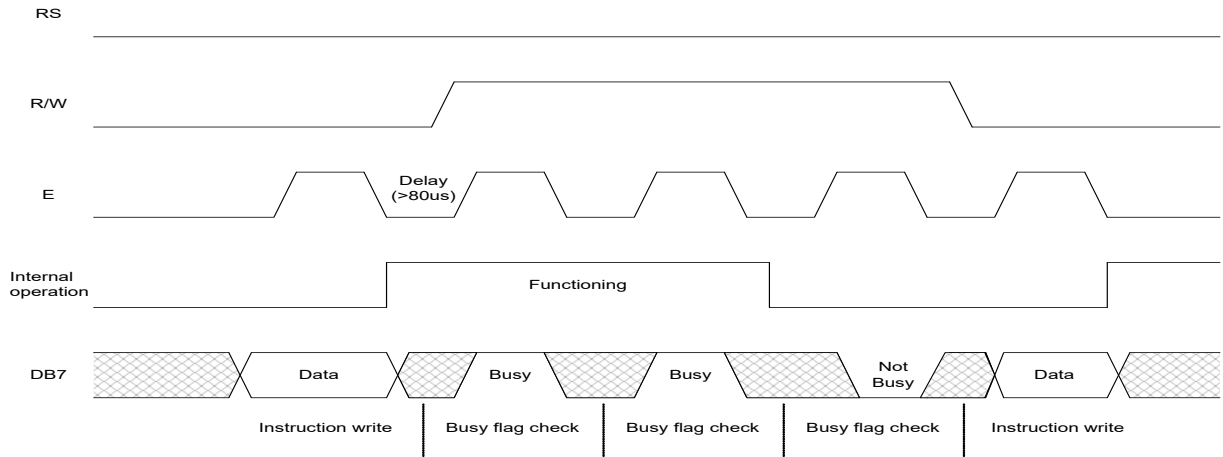 RS
R/W
E
Delay
(>80us)
Internal
operation
Functioning
DB7
Data
Busy
Busy
Not
Busy
Data
Instruction write
Busy flag check
Busy flag check
Busy flag check
Instruction write